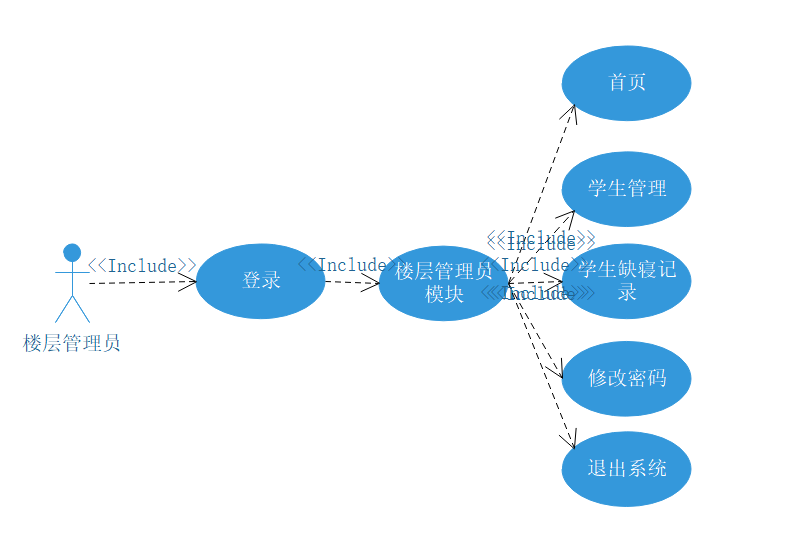 首页
学生管理
<<Include>>
<<Include>>
<<Include>>
<<Include>>
<<Include>>
<<Include>>
<<Include>>
登录
楼层管理员
模块
学生缺寝记
录
楼层管理员
修改密码
退出系统